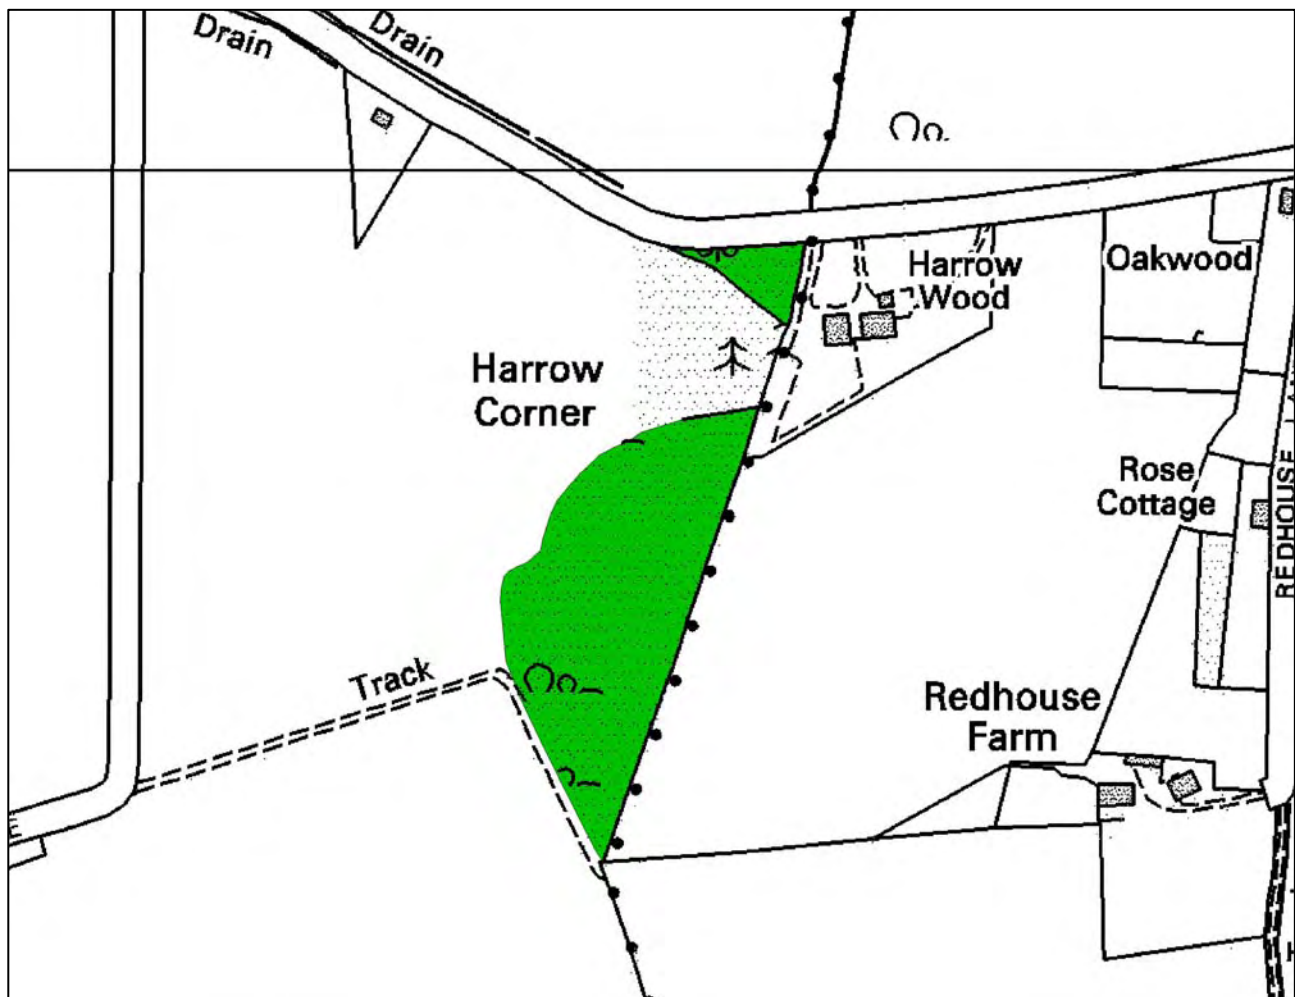 Drain
Drain
Harrow
Wood
Oakwood
Harrow
Corner
Rose
Cottage
REDHOUSE
Track
Redhouse
Farm